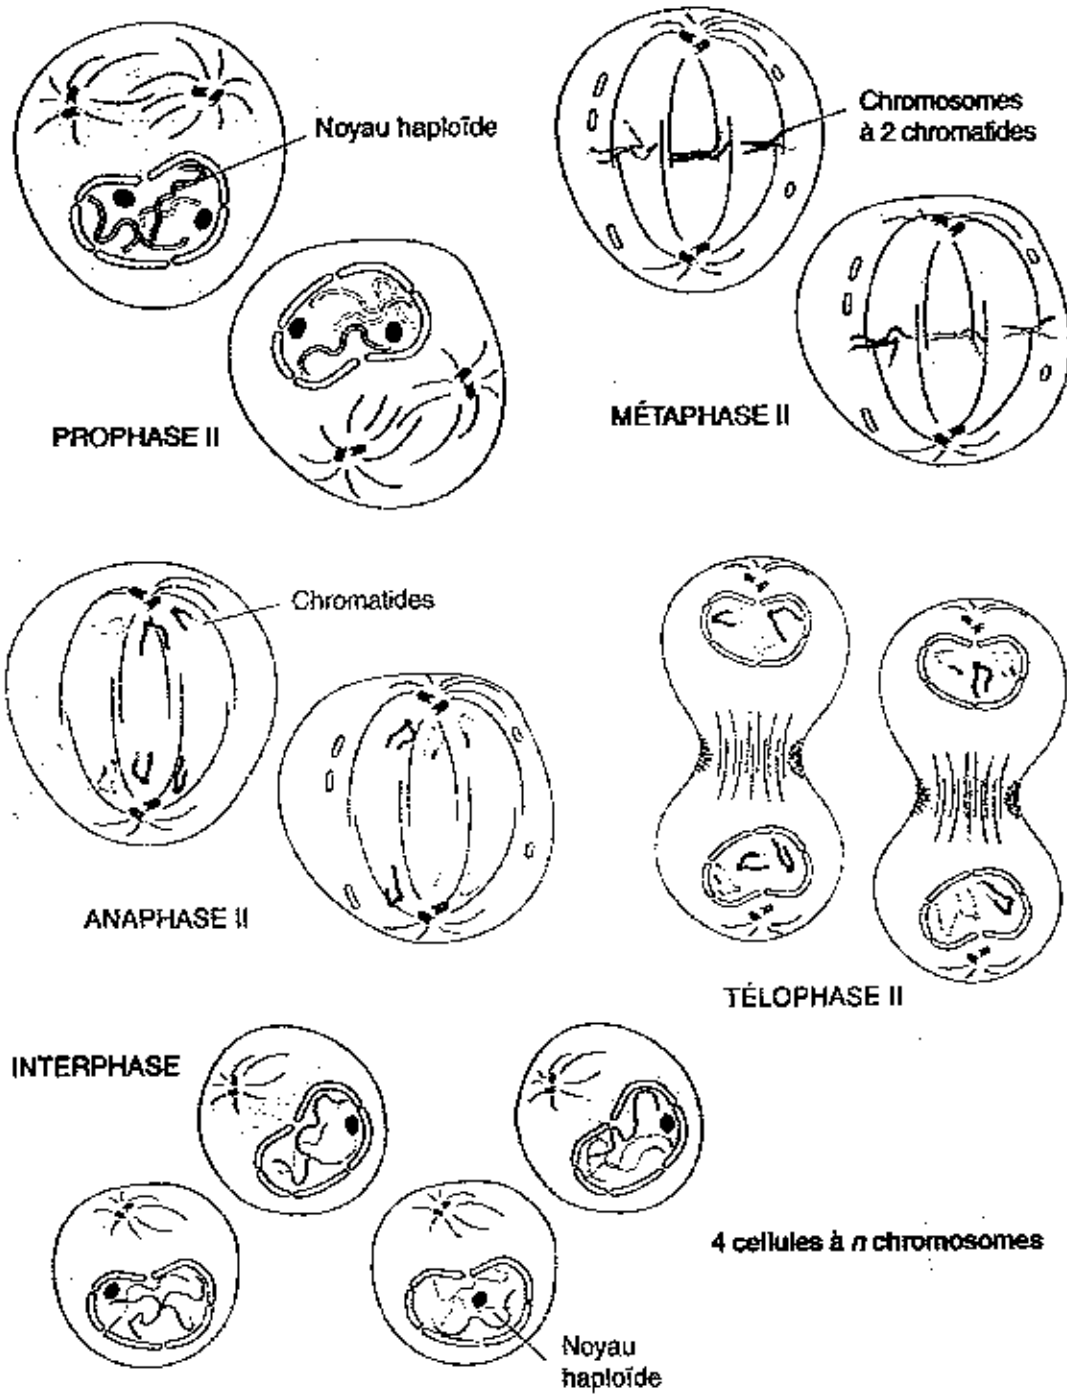 Noyau haploïde
Chromosomes
à 2 chromatides
PROPHASE II
MÉTAPHASE II
Chromatides
ANAPHASE II
TÉLOPHASE II
INTERPHASE
4 cellules à n chromosomes
Noyau
haploïde